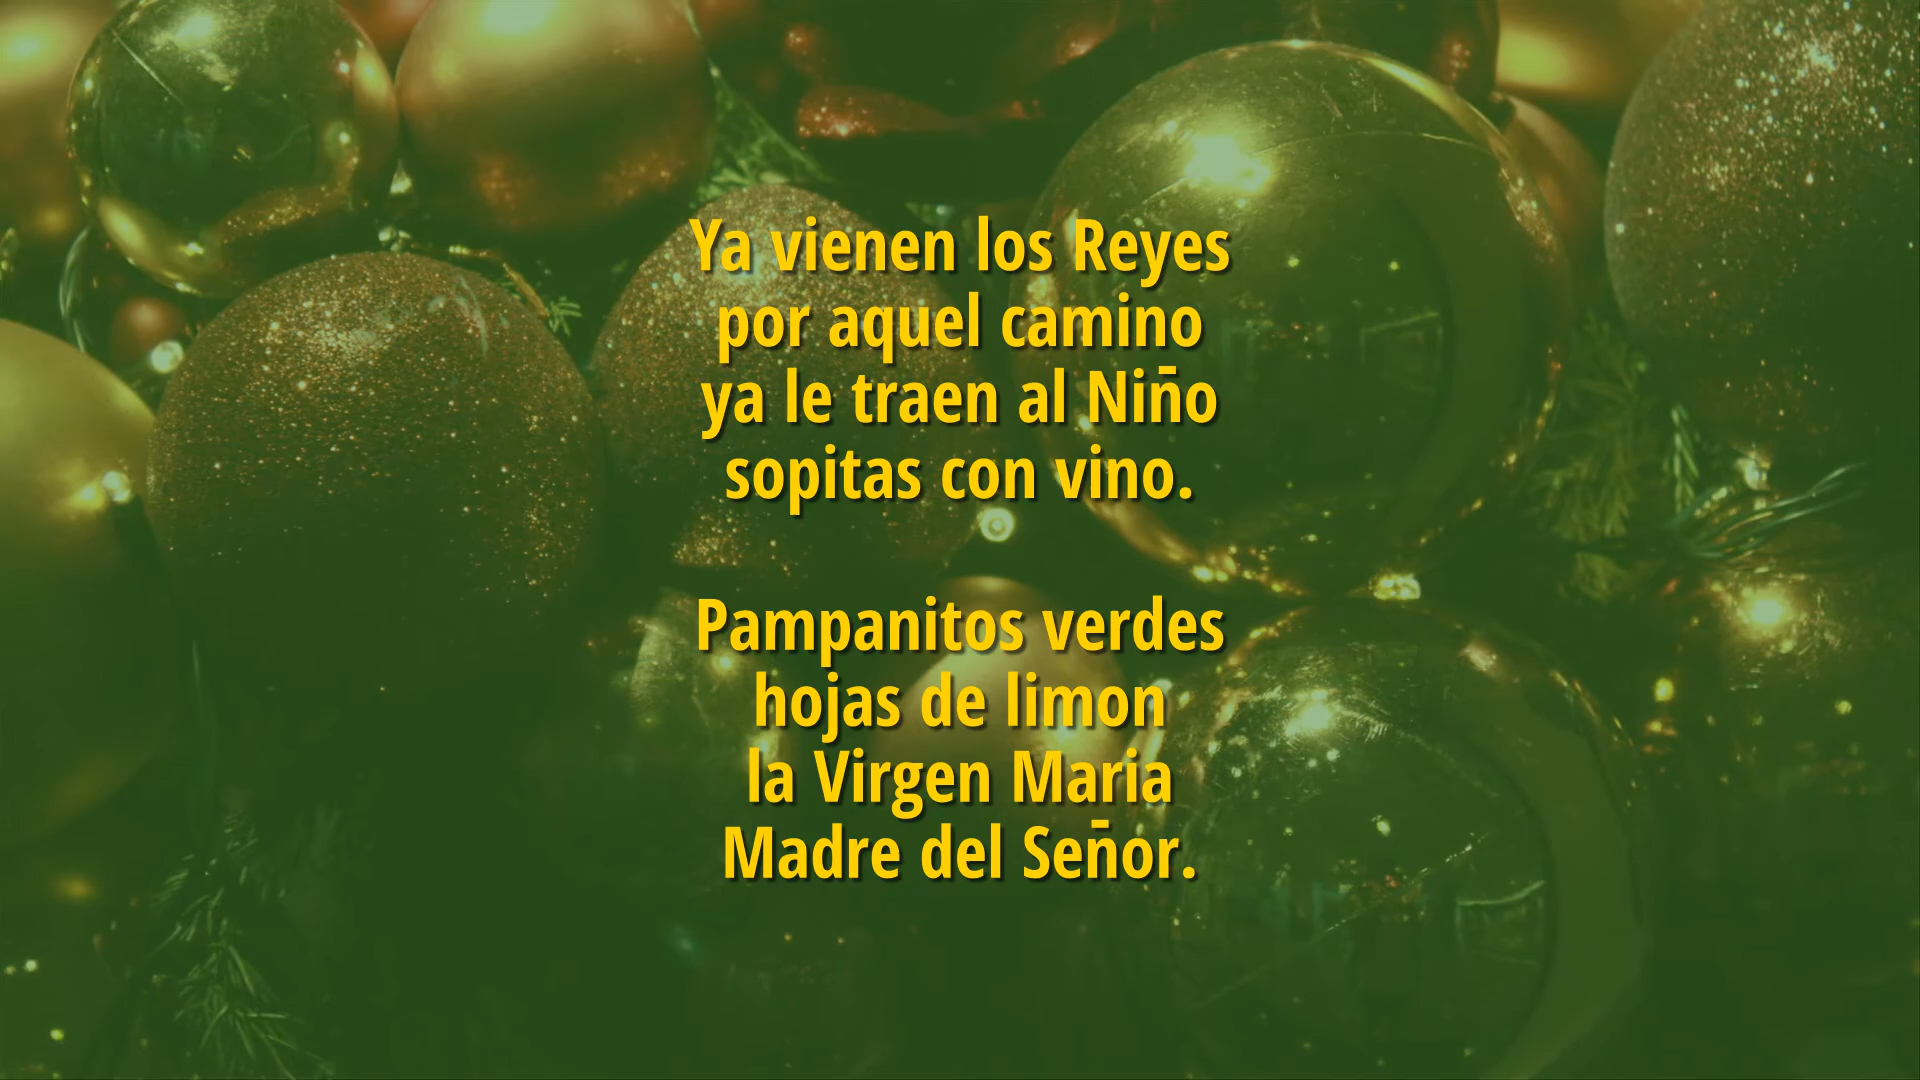 Ya vienen los Reyes
por aquel camino
ya le traen al Niño
sopitas con vino.
Pampanitos verdes
hojas de limon
la Virgen Maria
Madre del Señor.